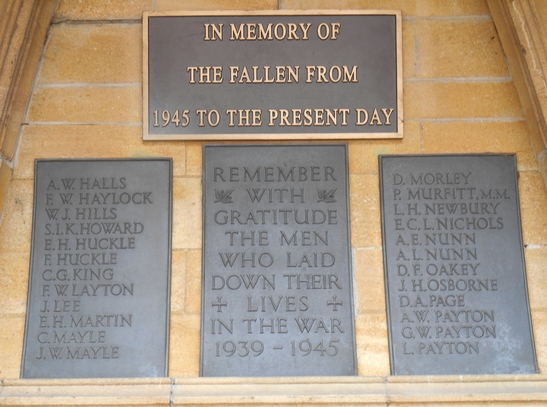 IN MEMORY OF
THE FALLEN FROM
1945 TO THE PRESENT DAY
A.W. HALLS
F. W. HAYLOCK
W.J. HILLS
S.I.K. HOWARD
E. H. HUCKLE
F. HUCKLE
C.G. KING
F. W. LAYTON
J. LEE
E. H. MARTIN
C. MAYLE
J. W. MAYLE
REMEMBER
WITH
GRATITUDE
THE MEN
WHO LAID
DOWN THEIR
LIVES
IN THE WAR
1939 - 1945
D. MORLEY
P. MURFITT, M.M.
L. H. NEWBURY
E. C. L. NICHOLS
A. E. NUNN
A. L. NUNN
D. F. OAKEY
J. H. OSBORNE
D. A. PAGE
A. W. PAYTON
G. W. PAYTON
L. PAYTON